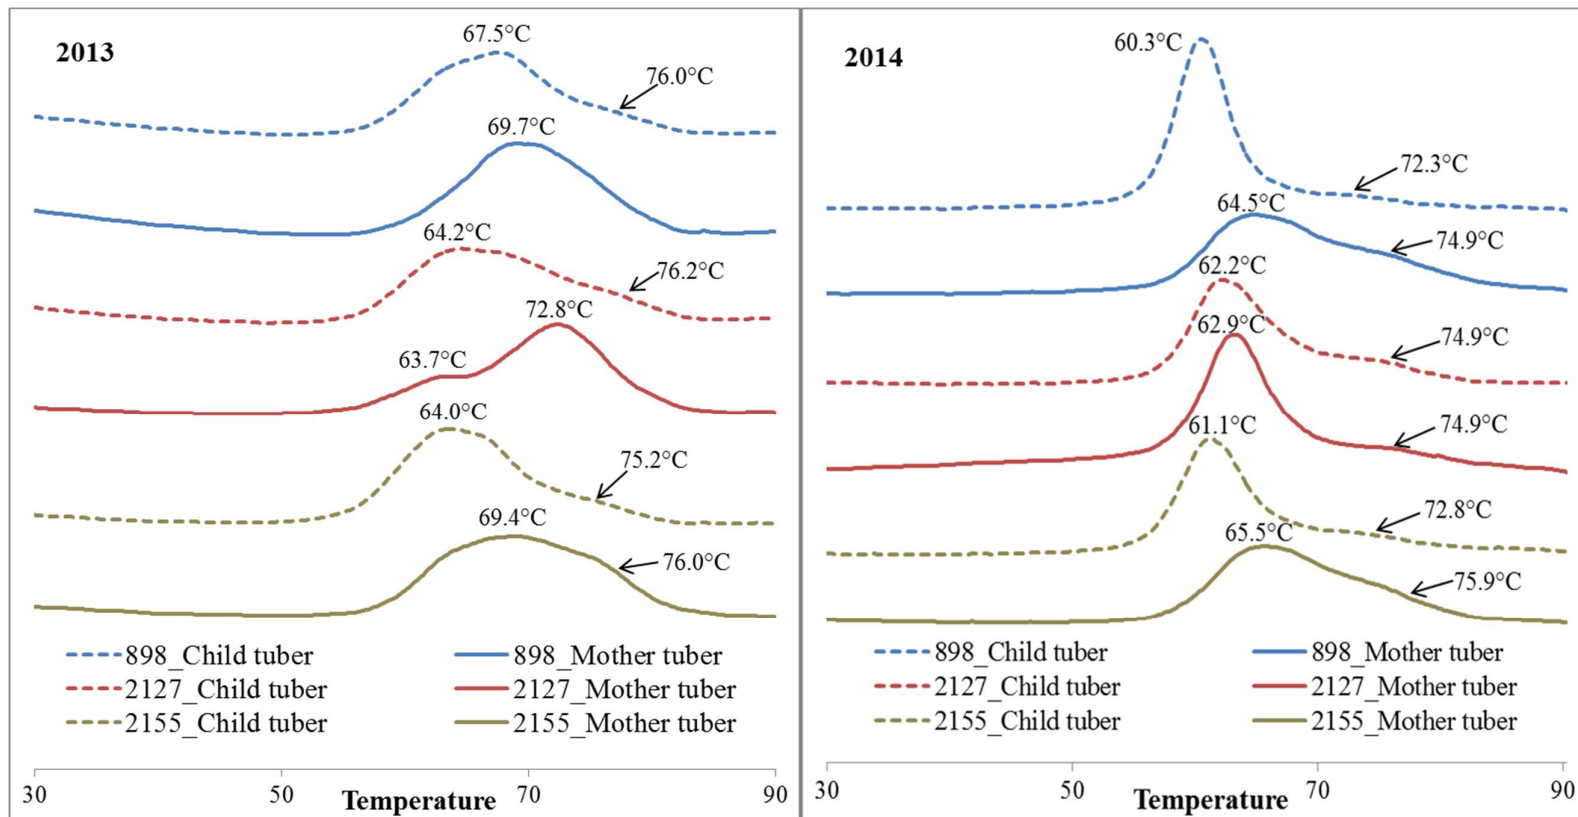 2013
67.5°C
76.0°C
69.7°C
64.2°C
76.2°C
72.8°C
63.7°C
64.0°C
75.2°C
69.4°C
76.0°C
898_Child tuber 898_Mother tuber
2127_Child tuber 2127_Mother tuber
2155_Child tuber 2155_Mother tuber
30 50 70 90
Temperature
2014
60.3°C
72.3°C
64.5°C
74.9°C
62.2°C
62.9°C
74.9°C
74.9°C
61.1°C
72.8°C
65.5°C
75.9°C
898_Child tuber 898_Mother tuber
2127_Child tuber 2127_Mother tuber
2155_Child tuber 2155_Mother tuber
30 50 70 90
Temperature